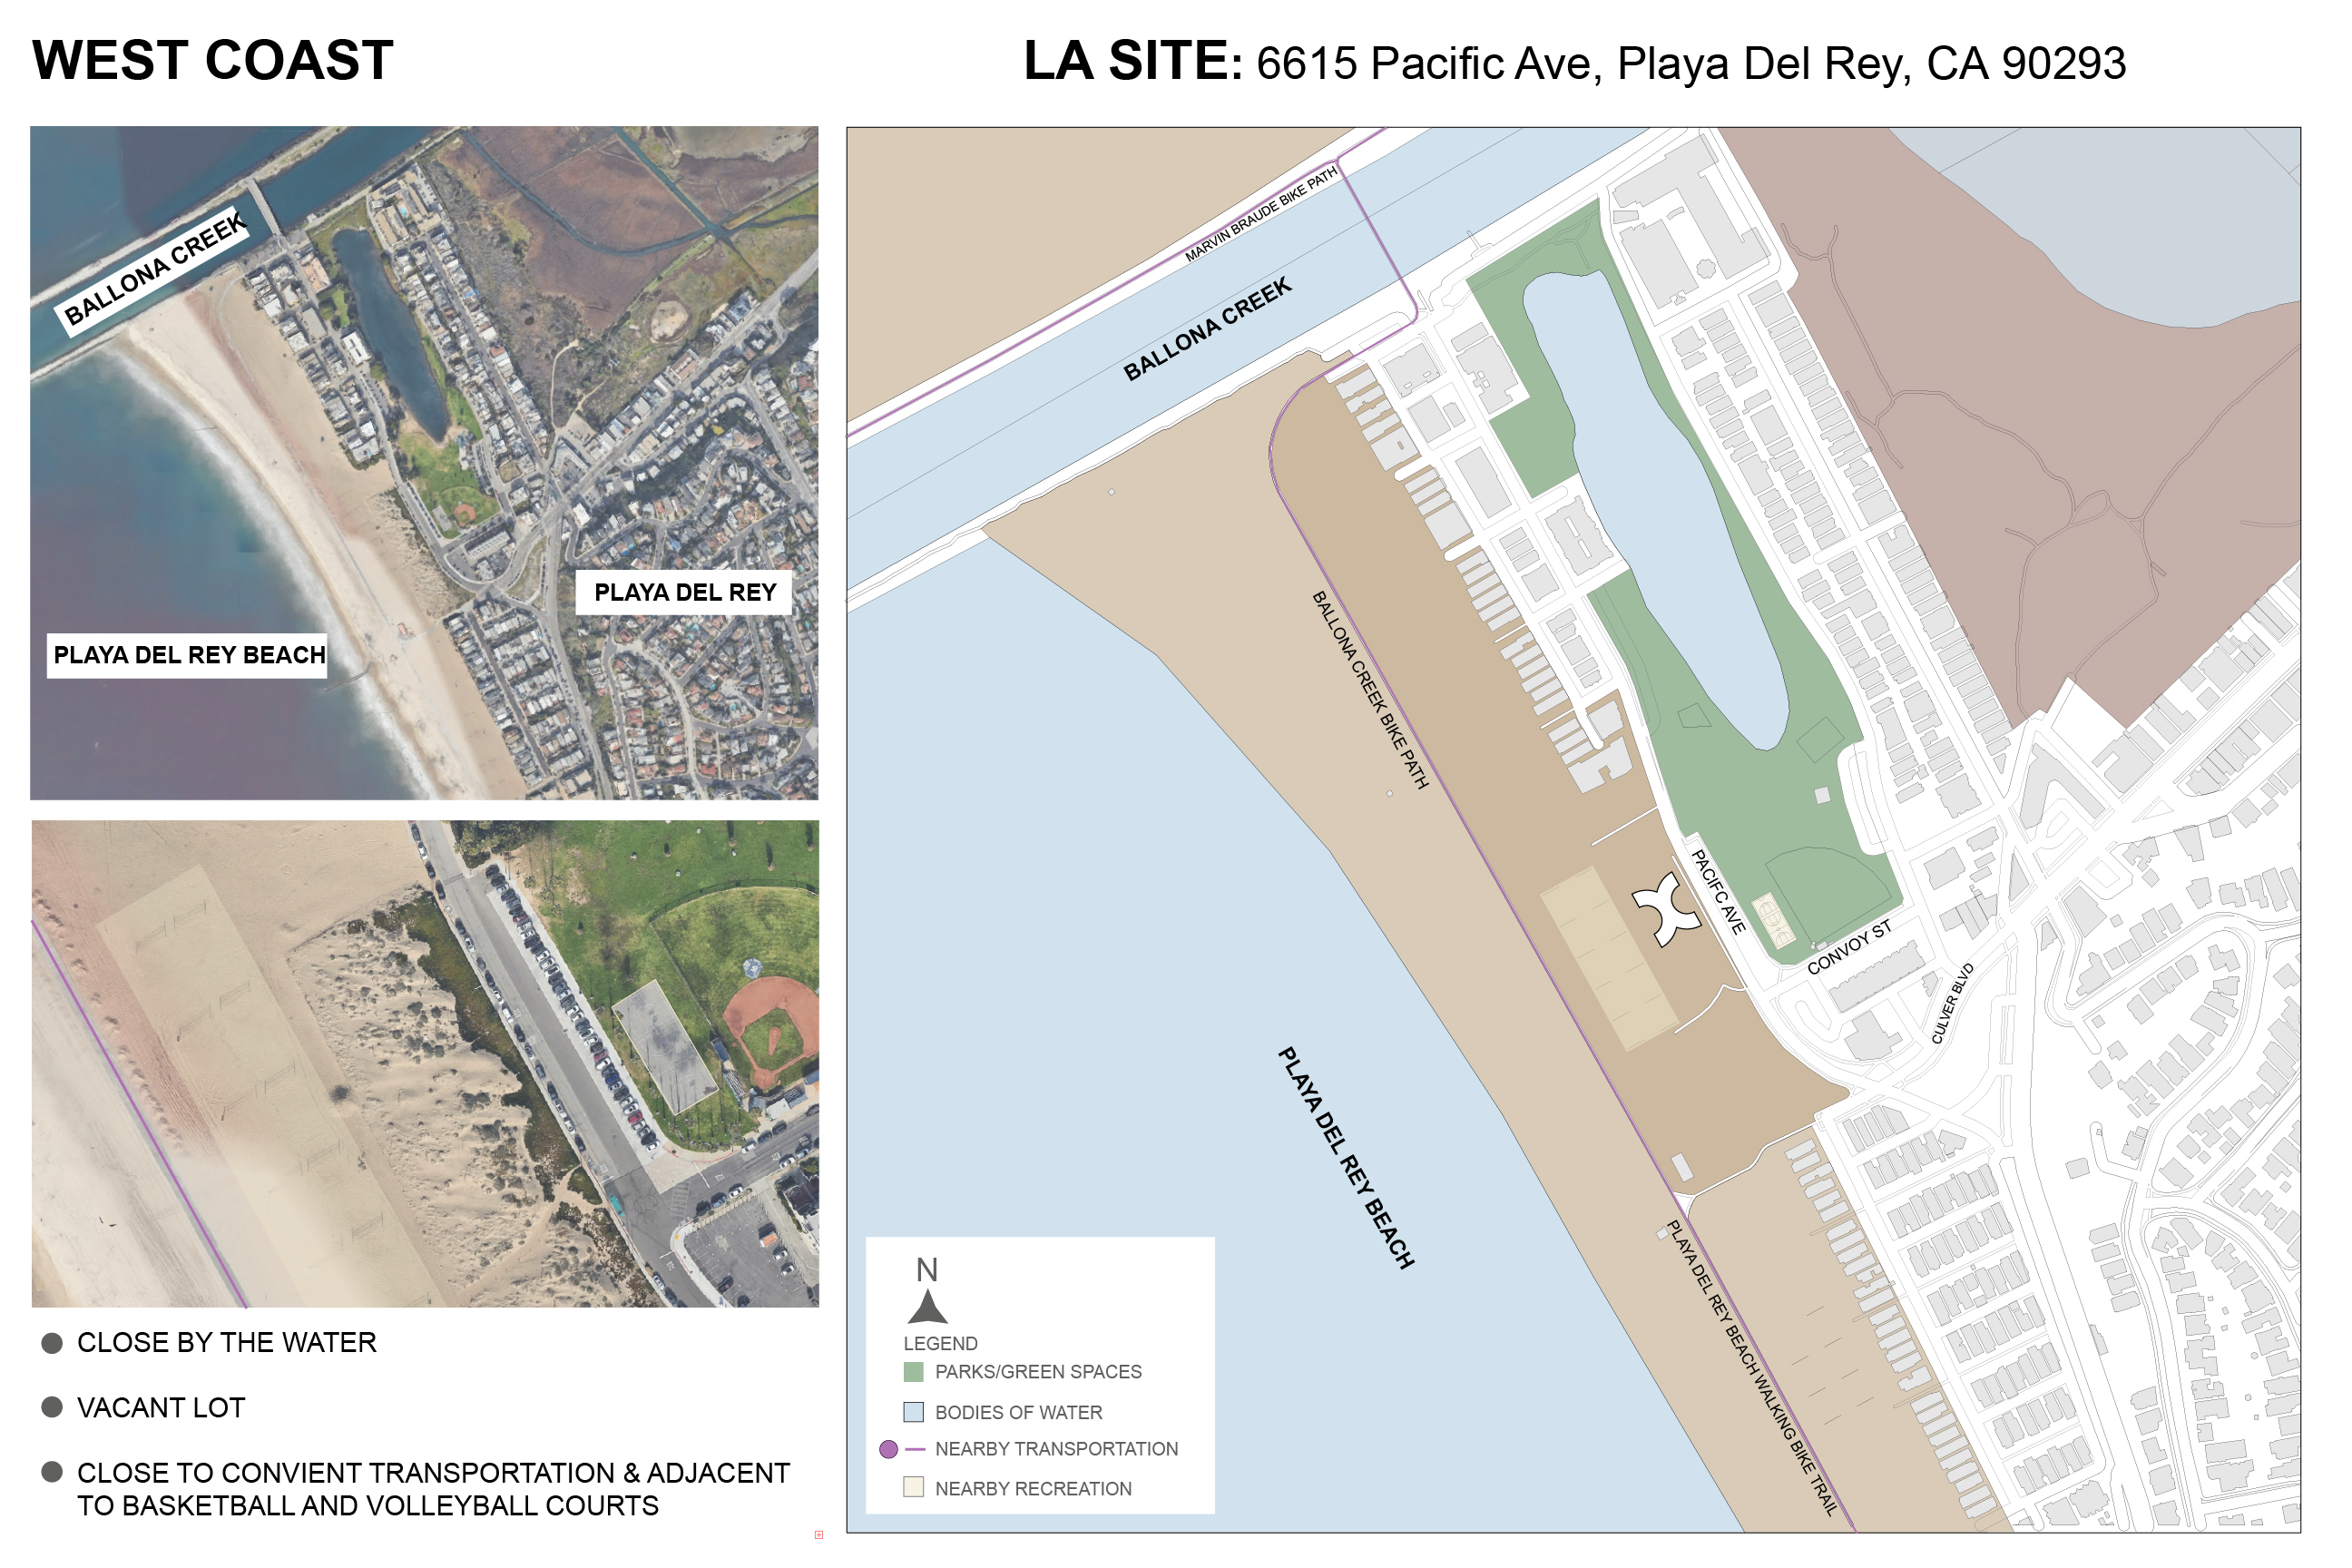 WEST COAST
LA SITE: 6615 Pacific Ave, Playa Del Rey, CA 90293
BALLONA CREEK
PLAYA DEL REY
PLAYA DEL REY BEACH
CLOSE BY THE WATER
VACANT LOT
CLOSE TO CONVIENT TRANSPORTATION & ADJACENT
TO BASKETBALL AND VOLLEYBALL COURTS
MARVIN BRAUDE BIKE PATH
BALLONA CREEK
BALLONA CREEK BIKE PATH
PACIFC AVE
CONVOY ST
CULVER BLVD
PLAYA DEL REY BEACH
PLAYA DEL REY BEACH WALKING BIKE TRAIL
N
LEGEND
PARKS/GREEN SPACES
BODIES OF WATER
NEARBY TRANSPORTATION
NEARBY RECREATION